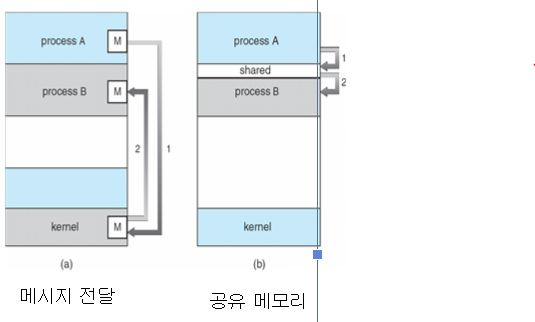 process A
M
process B
M
2
1
kernel
M
(a)
메시지 전달
process A
1
shared
2
process B
kernel
(b)
공유 메모리